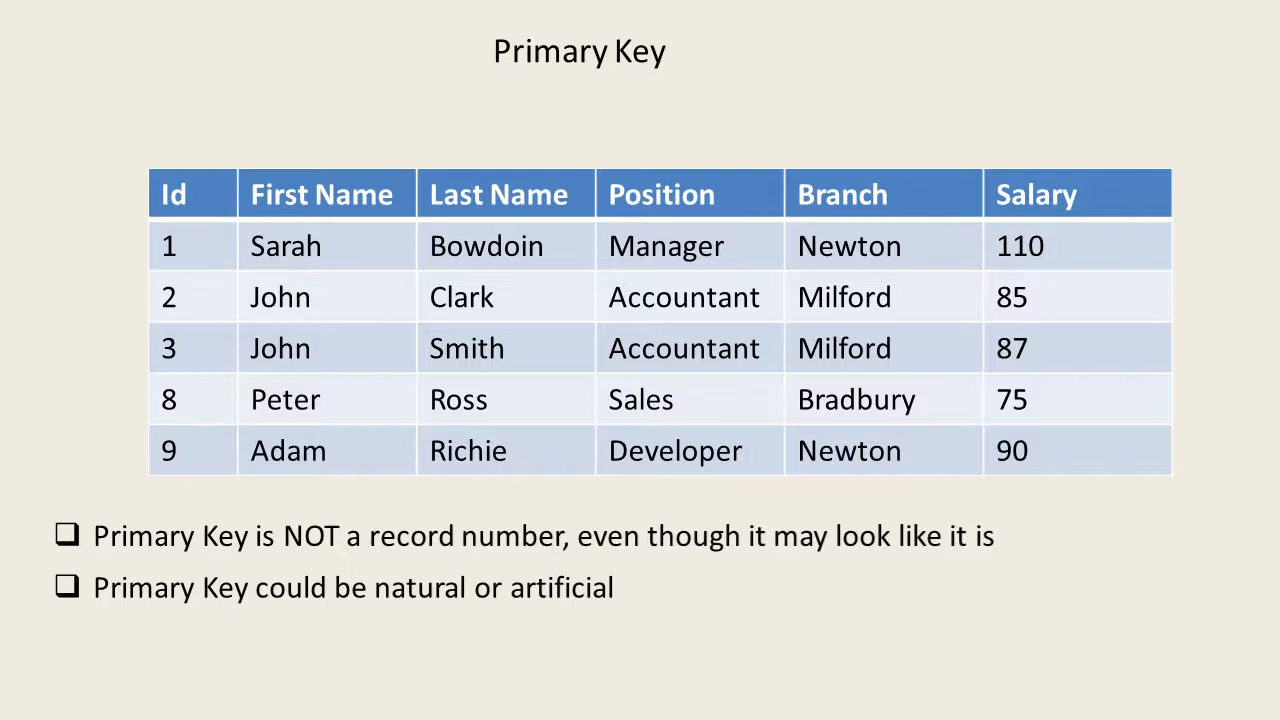 Primary Key
Id First Name Last Name Position Branch Salary
1 Sarah Bowdoin Manager Newton 110
2 John Clark Accountant Milford 85
3 John Smith Accountant Milford 87
8 Peter Ross Sales Bradbury 75
9 Adam Richie Developer Newton 90
❑ Primary Key is NOT a record number, even though it may look like it is
❑ Primary Key could be natural or artificial